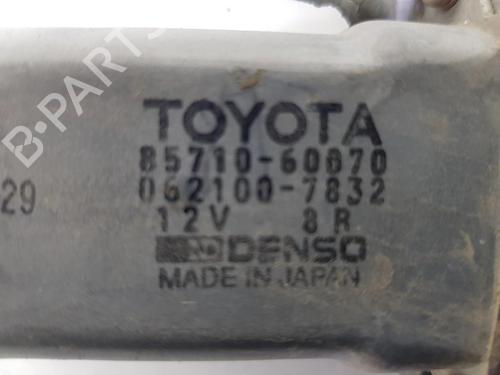 B-PARTS
TOYOTA
85710-60070
062100-7832
29
12V 8R
DENSO
MADE IN JAPAN